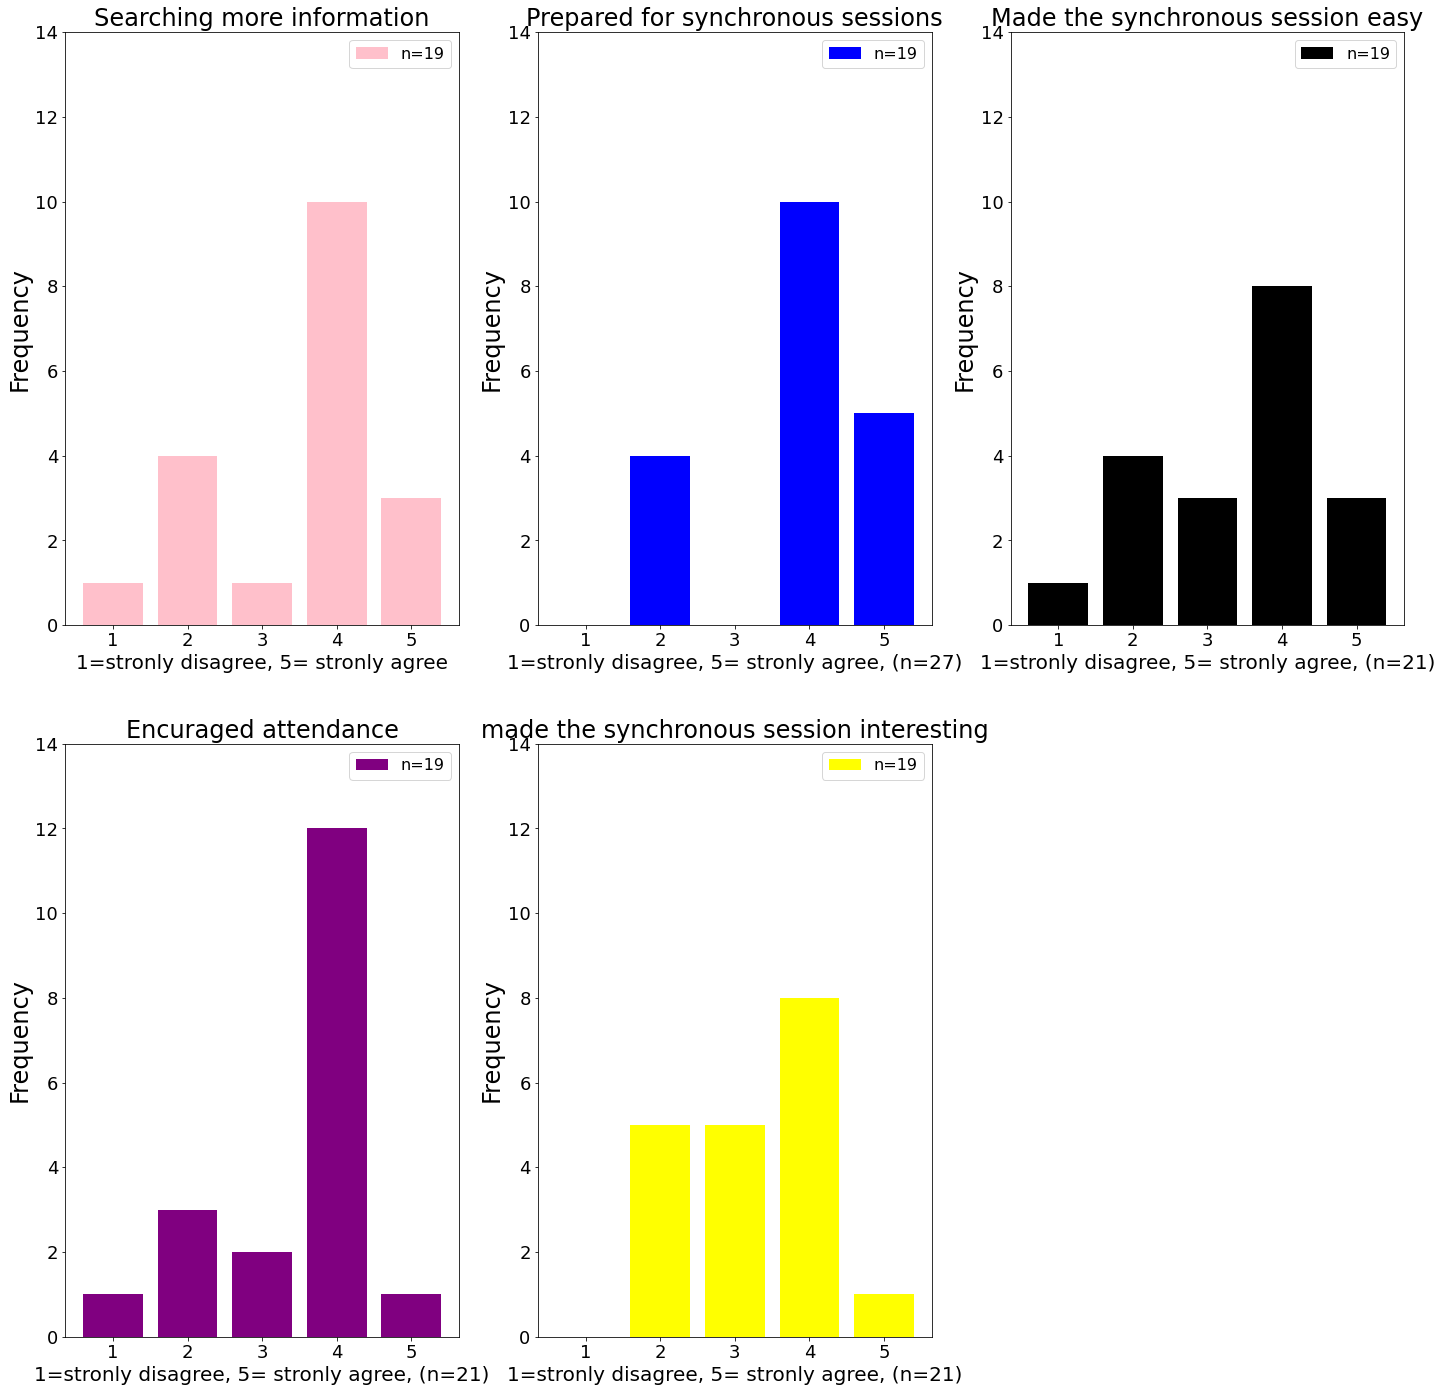 Searching more information
n=19
14
12
10
8
6
4
2
0
Frequency
1 2 3 4 5
1=stronly disagree, 5= stronly agree
Prepared for synchronous sessions
n=19
14
12
10
8
6
4
2
0
Frequency
1 2 3 4 5
1=stronly disagree, 5= stronly agree, (n=27)
Made the synchronous session easy
n=19
14
12
10
8
6
4
2
0
Frequency
1 2 3 4 5
1=stronly disagree, 5= stronly agree, (n=21)
Encuraged attendance
n=19
14
12
10
8
6
4
2
0
Frequency
1 2 3 4 5
1=stronly disagree, 5= stronly agree, (n=21)
made the synchronous session interesting
n=19
14
12
10
8
6
4
2
0
Frequency
1 2 3 4 5
1=stronly disagree, 5= stronly agree, (n=21)